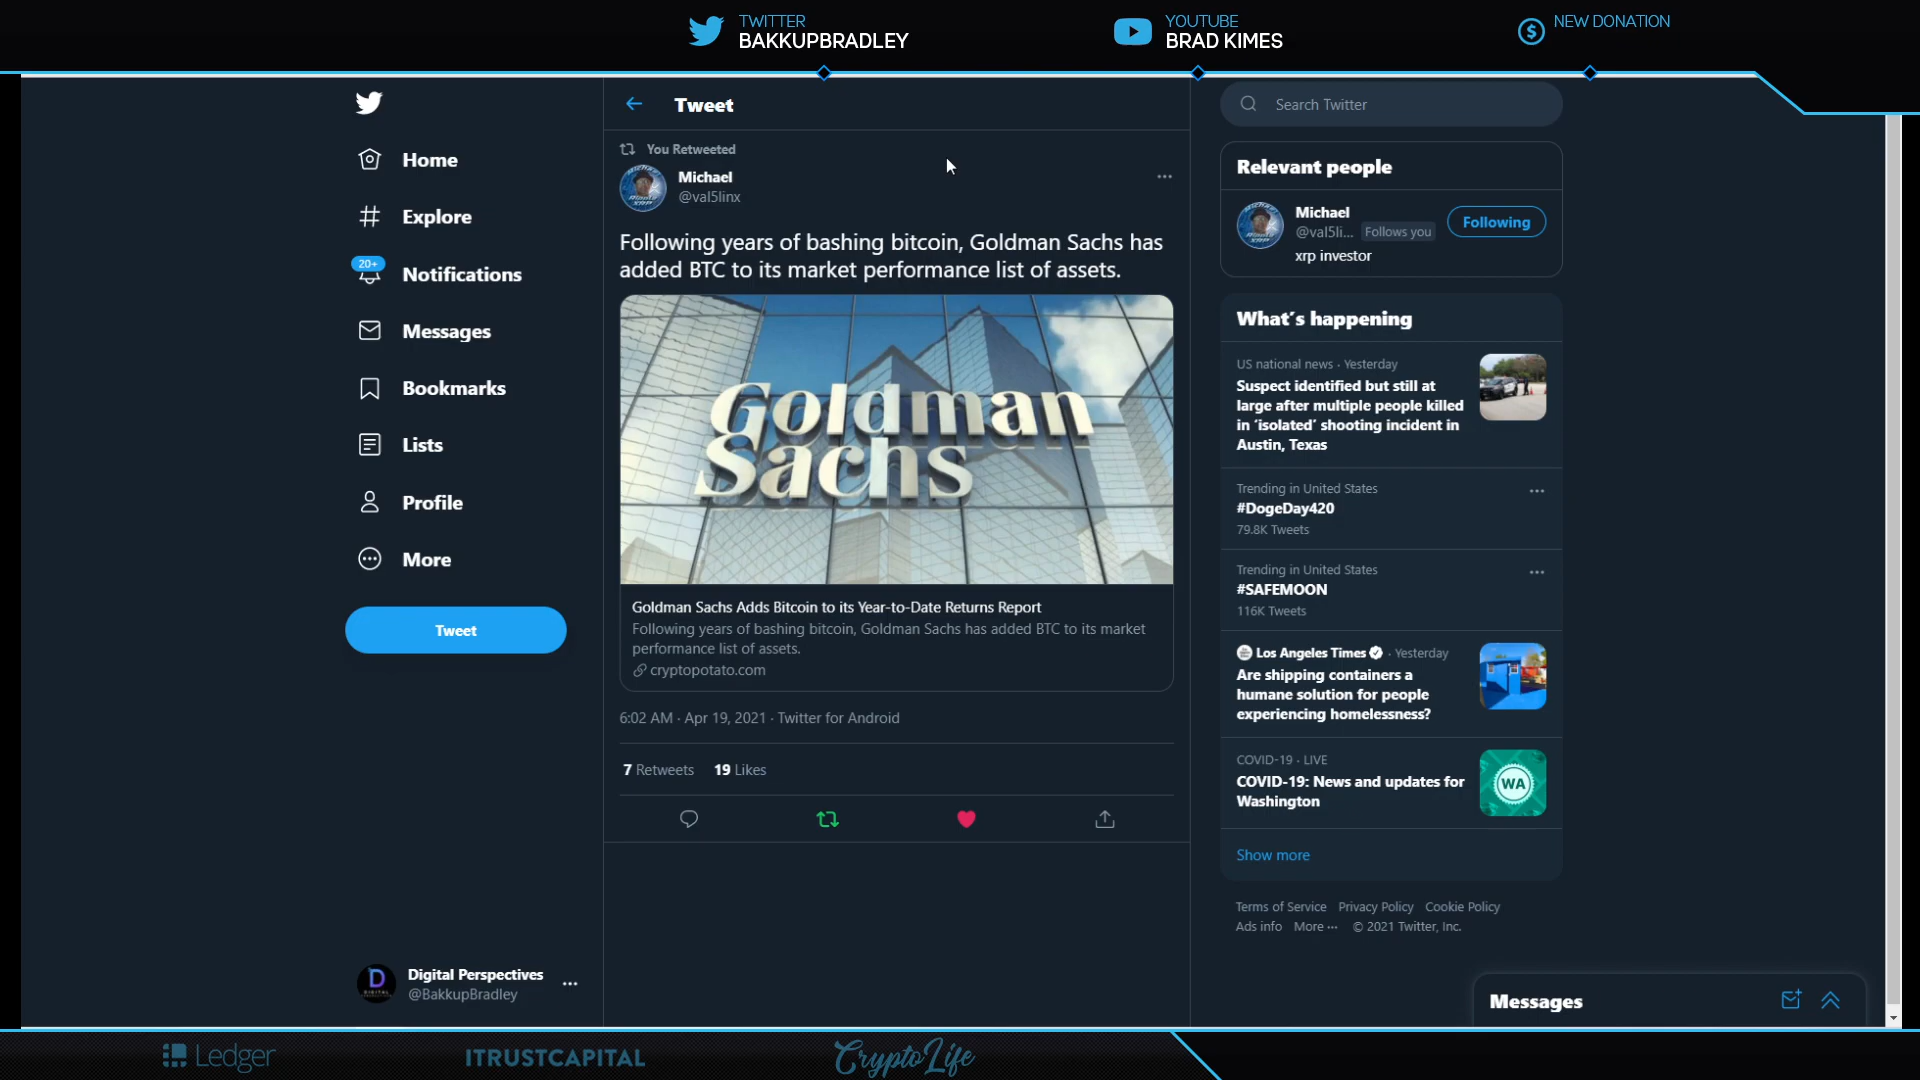 TWITTER
BAKKUPBRADLEY
YOUTUBE
BRAD KIMES
NEW DONATION
Home
Explore
20+
Notifications
Messages
Bookmarks
Lists
Profile
More
Tweet
Digital Perspectives
@BakkupBradley
Tweet
You Retweeted
Michael
@val5linx
Following years of bashing bitcoin, Goldman Sachs has
added BTC to its market performance list of assets.
Goldman
Sachs
Goldman Sachs Adds Bitcoin to its Year-to-Date Returns Report
Following years of bashing bitcoin, Goldman Sachs has added BTC to its market
performance list of assets.
cryptopotato.com
6:02 AM · Apr 19, 2021 · Twitter for Android
7 Retweets 19 Likes
Search Twitter
Relevant people
Michael
@val5li... Follows you
Following
xrp investor
What's happening
US national news · Yesterday
Suspect identified but still at
large after multiple people killed
in 'isolated' shooting incident in
Austin, Texas
Trending in United States
#DogeDay420
79.8K Tweets
Trending in United States
#SAFEMOON
116K Tweets
Los Angeles Times · Yesterday
Are shipping containers a
humane solution for people
experiencing homelessness?
COVID-19 · LIVE
COVID-19: News and updates for
Washington
WA
Show more
Terms of Service Privacy Policy Cookie Policy
Ads info More ··· © 2021 Twitter, Inc.
Messages
Ledger
ITRUSTCAPITAL
CryptoLife